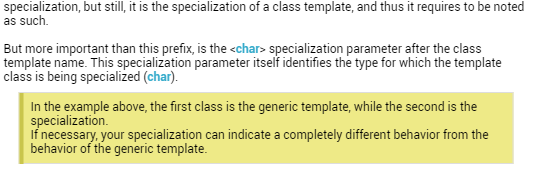 specialization, but still, it is the specialization of a class template, and thus it requires to be noted
as such.
But more important than this prefix, is the <char> specialization parameter after the class
template name. This specialization parameter itself identifies the type for which the template
class is being specialized (char).
In the example above, the first class is the generic template, while the second is the
specialization.
If necessary, your specialization can indicate a completely different behavior from the
behavior of the generic template.